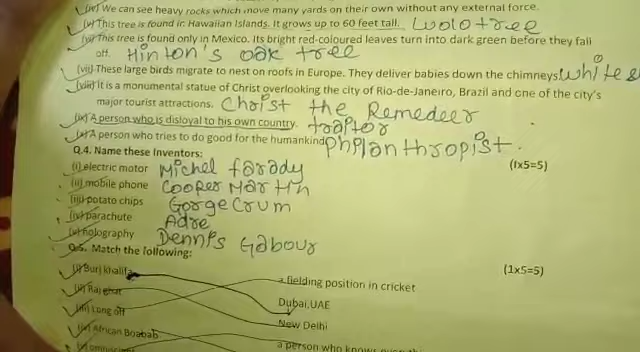 (iv) We can see heavy rocks which move many yards on their own without any external force.
(v) This tree is found in Hawaiian Islands. It grows up to 60 feet tall. Lulo tree
(vi) This tree is found only in Mexico. Its bright red-coloured leaves turn into dark green before they fall
off. Hinton's oak tree
(vii) These large birds migrate to nest on roofs in Europe. They deliver babies down the chimneys. white
(viii) It is a monumental statue of Christ overlooking the city of Rio-de-Janeiro, Brazil and one of the city's
major tourist attractions. Christ the Remedeer
(ix) A person who is disloyal to his own country. traitor
(x) A person who tries to do good for the humankind philanthropist.
Q.4. Name these Inventors: (1x5=5)
(i) electric motor Michel farady
(ii) mobile phone Cooper Martin
(iii) potato chips Gorge Crum
(iv) parachute Adre
(v) holography Dennis Gabour
Q.5. Match the following: (1x5=5)
(i) Burj khalifa a fielding position in cricket
(ii) Raj ghat Dubai,UAE
(iii) Long off New Delhi
(iv) African Boabab a person who knows
(v)